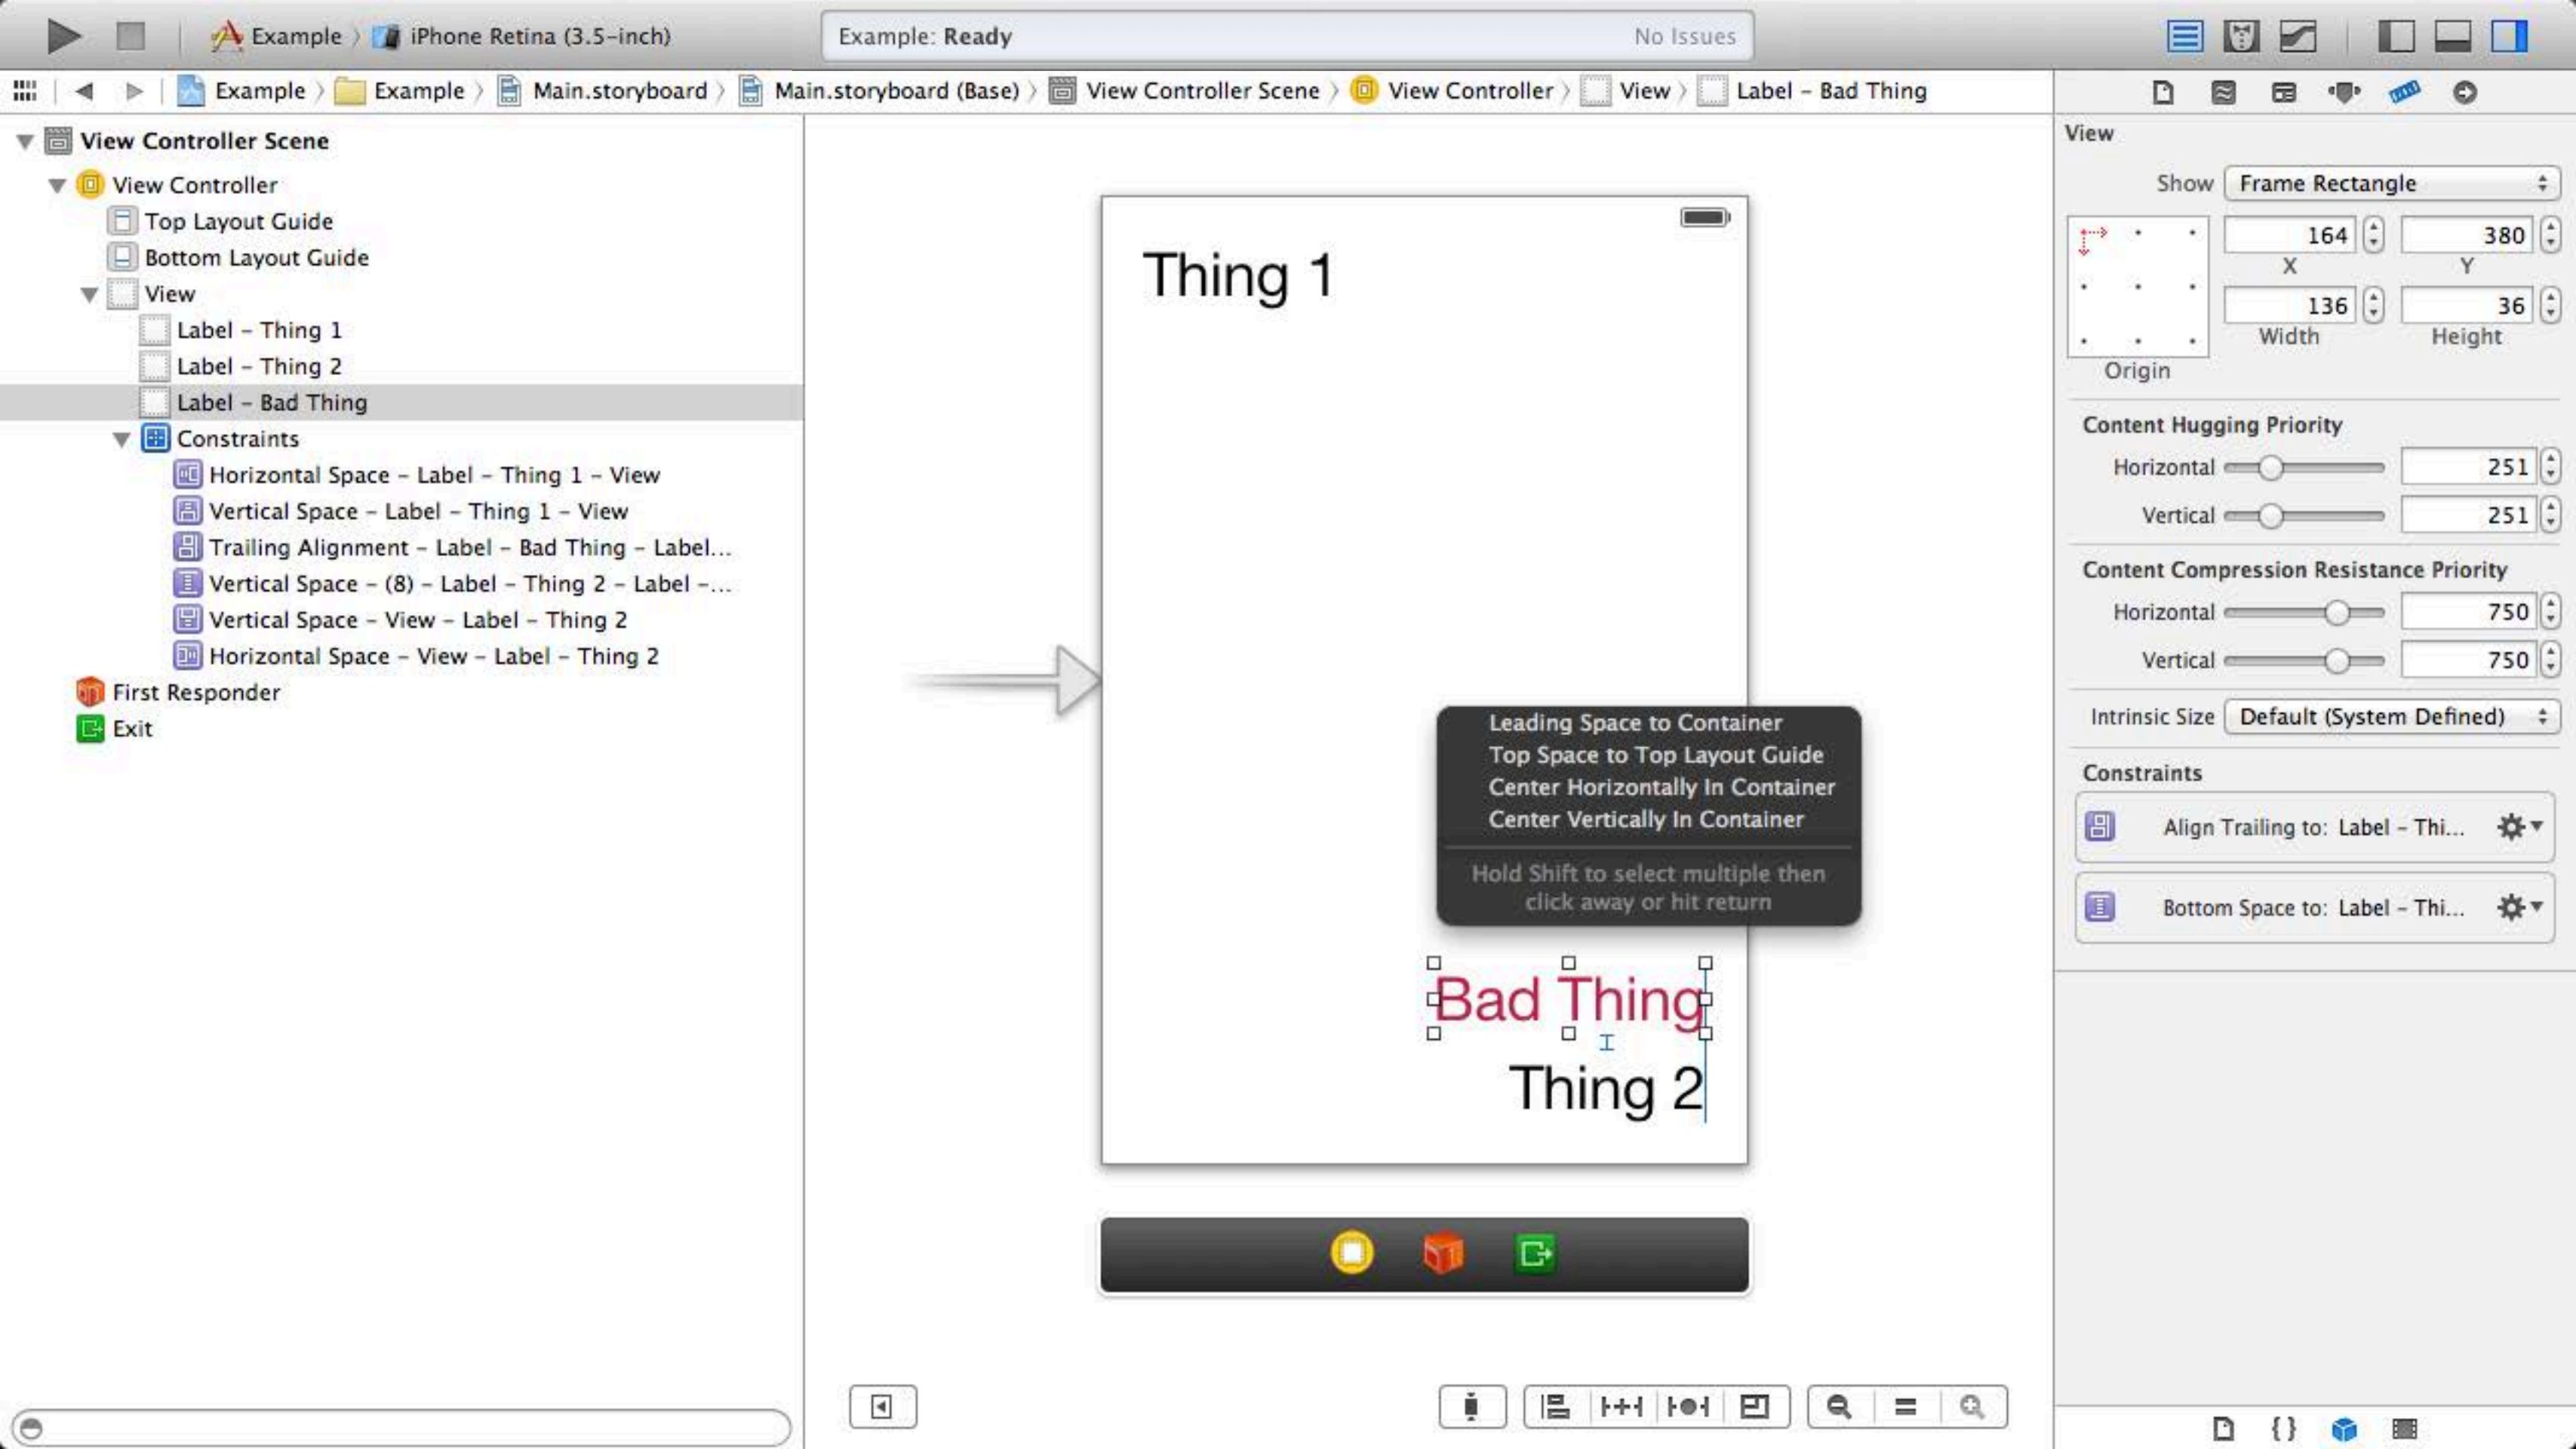 Example 〉 iPhone Retina (3.5-inch)
Example: Ready
No Issues
Example 〉 Example 〉 Main.storyboard 〉 Main.storyboard (Base) 〉 View Controller Scene 〉 View Controller 〉 View 〉 Label – Bad Thing
View Controller Scene
View Controller
Top Layout Guide
Bottom Layout Guide
View
Label – Thing 1
Label – Thing 2
Label – Bad Thing
Constraints
Horizontal Space – Label – Thing 1 – View
Vertical Space – Label – Thing 1 – View
Trailing Alignment – Label – Bad Thing – Label...
Vertical Space – (8) – Label – Thing 2 – Label –...
Vertical Space – View – Label – Thing 2
Horizontal Space – View – Label – Thing 2
First Responder
Exit
Thing 1
Leading Space to Container
Top Space to Top Layout Guide
Center Horizontally In Container
Center Vertically In Container
Hold Shift to select multiple then
click away or hit return
Bad Thing
Thing 2
View
Show Frame Rectangle
164 380
X Y
136 36
Width Height
Origin
Content Hugging Priority
Horizontal 251
Vertical 251
Content Compression Resistance Priority
Horizontal 750
Vertical 750
Intrinsic Size Default (System Defined)
Constraints
Align Trailing to: Label – Thi...
Bottom Space to: Label – Thi...